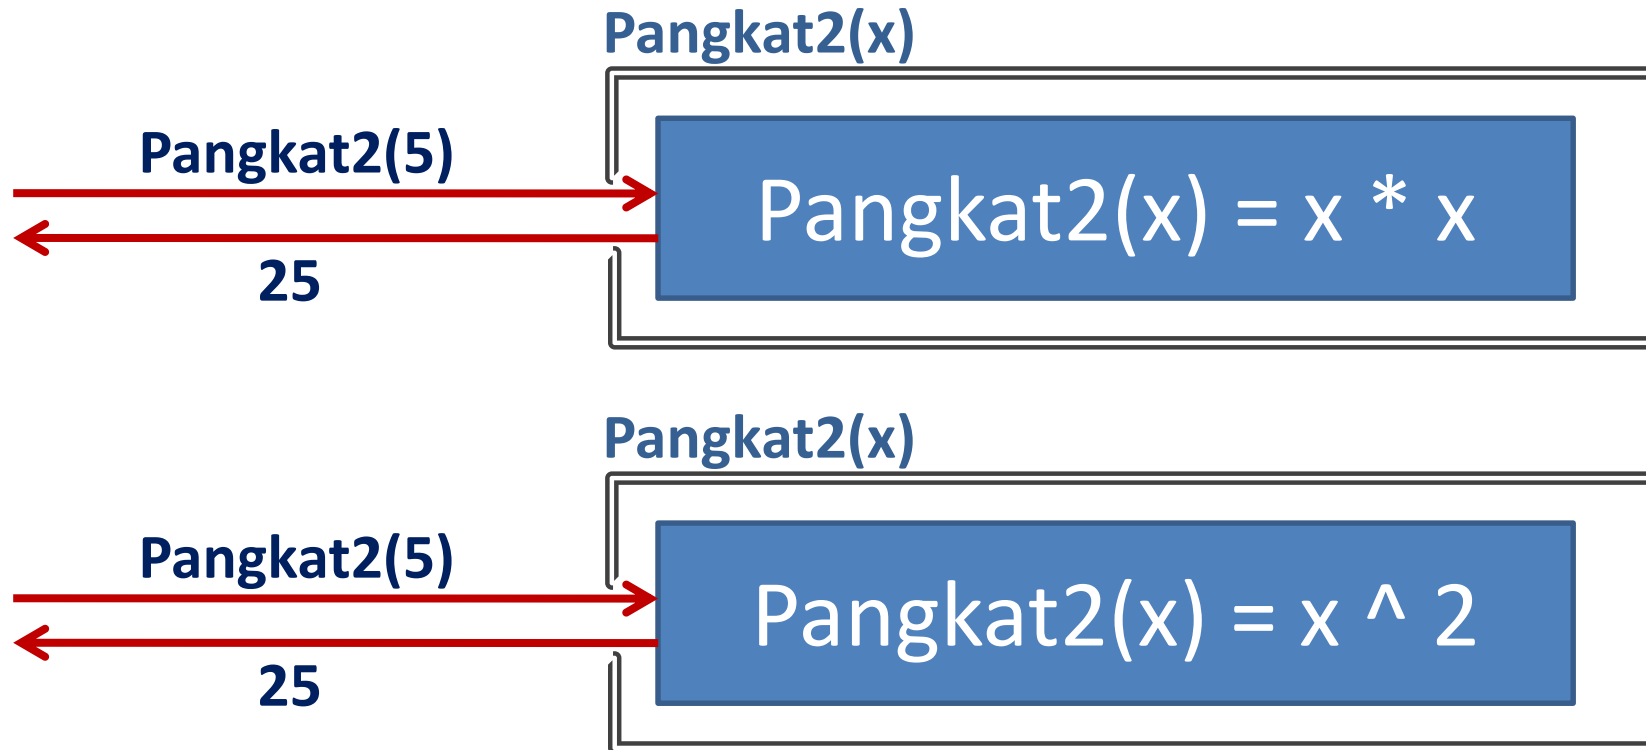 Pangkat2(x)
Pangkat2(5)
Pangkat2(x) = x * x
25
Pangkat2(x)
Pangkat2(5)
Pangkat2(x) = x ^ 2
25